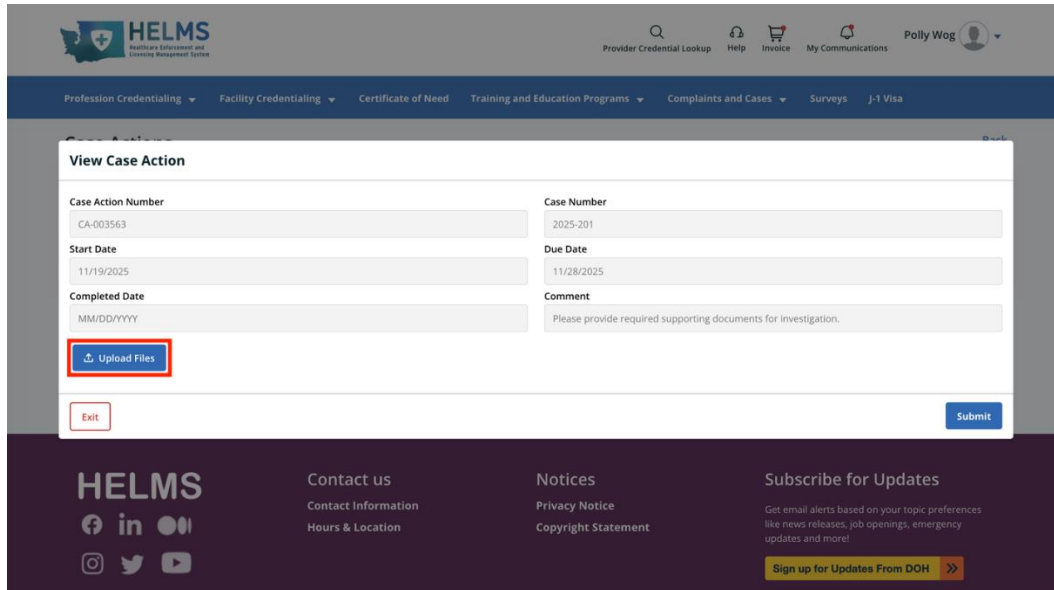 HELMS
Healthcare Enforcement and
Licensing Management System
Provider Credential Lookup
Help
Invoice
My Communications
Polly Wog
Profession Credentialing
Facility Credentialing
Certificate of Need
Training and Education Programs
Complaints and Cases
Surveys
J-1 Visa
Case Actions
Back
View Case Action
Case Action Number
Case Number
CA-003563
2025-201
Start Date
Due Date
11/19/2025
11/28/2025
Completed Date
Comment
MM/DD/YYYY
Please provide required supporting documents for investigation.
Upload Files
Exit
Submit
HELMS
Contact us
Contact Information
Hours & Location
Notices
Privacy Notice
Copyright Statement
Subscribe for Updates
Get email alerts based on your topic preferences
like news releases, job openings, emergency
updates and more!
Sign up for Updates From DOH